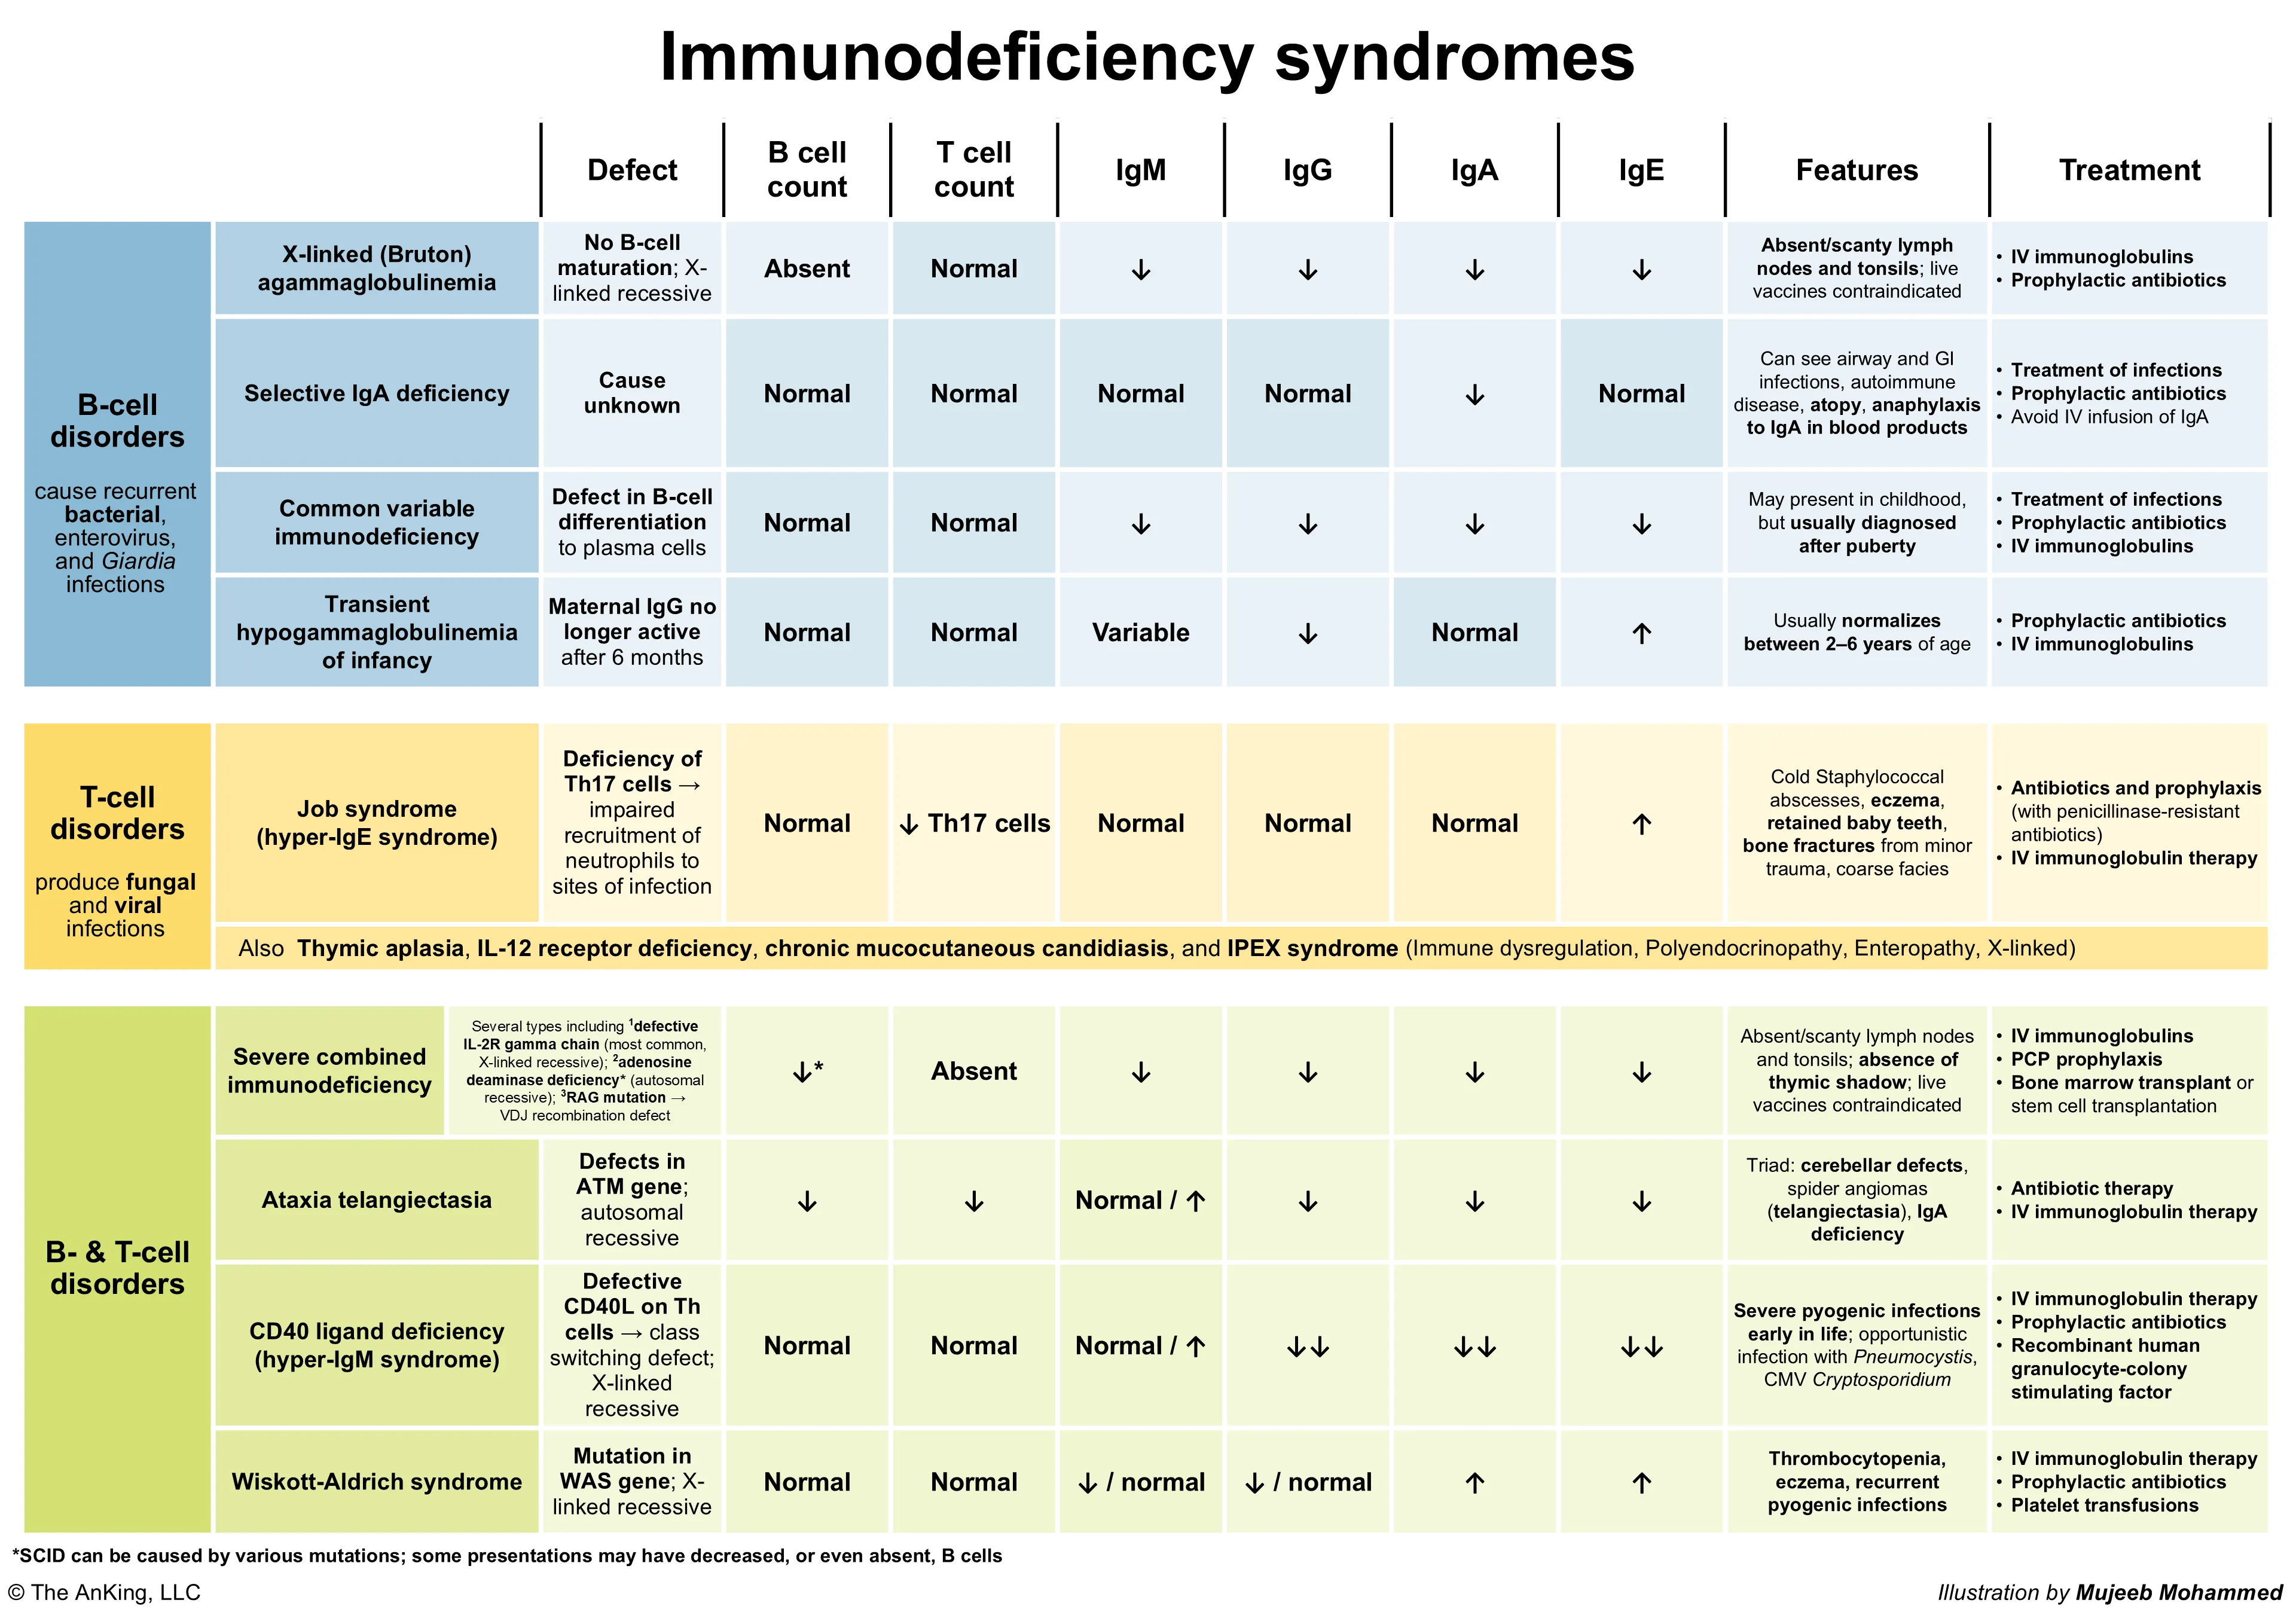 Immunodeficiency syndromes
Defect
B cell
count
T cell
count
IgM
IgG
IgA
IgE
Features
Treatment
B-cell
disorders
cause recurrent
bacterial,
enterovirus,
and Giardia
infections
X-linked (Bruton)
agammaglobulinemia
No B-cell
maturation; X-
linked recessive
Absent
Normal
↓
↓
↓
↓
Absent/scanty lymph
nodes and tonsils; live
vaccines contraindicated
• IV immunoglobulins
• Prophylactic antibiotics
Selective IgA deficiency
Cause
unknown
Normal
Normal
Normal
Normal
↓
Normal
Can see airway and GI
infections, autoimmune
disease, atopy, anaphylaxis
to IgA in blood products
• Treatment of infections
• Prophylactic antibiotics
• Avoid IV infusion of IgA
Common variable
immunodeficiency
Defect in B-cell
differentiation
to plasma cells
Normal
Normal
↓
↓
↓
↓
May present in childhood,
but usually diagnosed
after puberty
• Treatment of infections
• Prophylactic antibiotics
• IV immunoglobulins
Transient
hypogammaglobulinemia
of infancy
Maternal IgG no
longer active
after 6 months
Normal
Normal
Variable
↓
Normal
↑
Usually normalizes
between 2–6 years of age
• Prophylactic antibiotics
• IV immunoglobulins
T-cell
disorders
produce fungal
and viral
infections
Job syndrome
(hyper-IgE syndrome)
Deficiency of
Th17 cells →
impaired
recruitment of
neutrophils to
sites of infection
Normal
↓ Th17 cells
Normal
Normal
Normal
↑
Cold Staphylococcal
abscesses, eczema,
retained baby teeth,
bone fractures from minor
trauma, coarse facies
• Antibiotics and prophylaxis
(with penicillinase-resistant
antibiotics)
• IV immunoglobulin therapy
Also Thymic aplasia, IL-12 receptor deficiency, chronic mucocutaneous candidiasis, and IPEX syndrome (Immune dysregulation, Polyendocrinopathy, Enteropathy, X-linked)
B- & T-cell
disorders
Severe combined
immunodeficiency
Several types including ¹defective
IL-2R gamma chain (most common,
X-linked recessive); ²adenosine
deaminase deficiency* (autosomal
recessive); ³RAG mutation →
VDJ recombination defect
↓*
Absent
↓
↓
↓
↓
Absent/scanty lymph nodes
and tonsils; absence of
thymic shadow; live
vaccines contraindicated
• IV immunoglobulins
• PCP prophylaxis
• Bone marrow transplant or
stem cell transplantation
Ataxia telangiectasia
Defects in
ATM gene;
autosomal
recessive
↓
↓
Normal / ↑
↓
↓
↓
Triad: cerebellar defects,
spider angiomas
(telangiectasia), IgA
deficiency
• Antibiotic therapy
• IV immunoglobulin therapy
CD40 ligand deficiency
(hyper-IgM syndrome)
Defective
CD40L on Th
cells → class
switching defect;
X-linked
recessive
Normal
Normal
Normal / ↑
↓↓
↓↓
↓↓
Severe pyogenic infections
early in life; opportunistic
infection with Pneumocystis,
CMV Cryptosporidium
• IV immunoglobulin therapy
• Prophylactic antibiotics
• Recombinant human
granulocyte-colony
stimulating factor
Wiskott-Aldrich syndrome
Mutation in
WAS gene; X-
linked recessive
Normal
Normal
↓ / normal
↓ / normal
↑
↑
Thrombocytopenia,
eczema, recurrent
pyogenic infections
• IV immunoglobulin therapy
• Prophylactic antibiotics
• Platelet transfusions
*SCID can be caused by various mutations; some presentations may have decreased, or even absent, B cells
© The AnKing, LLC
Illustration by Mujeeb Mohammed